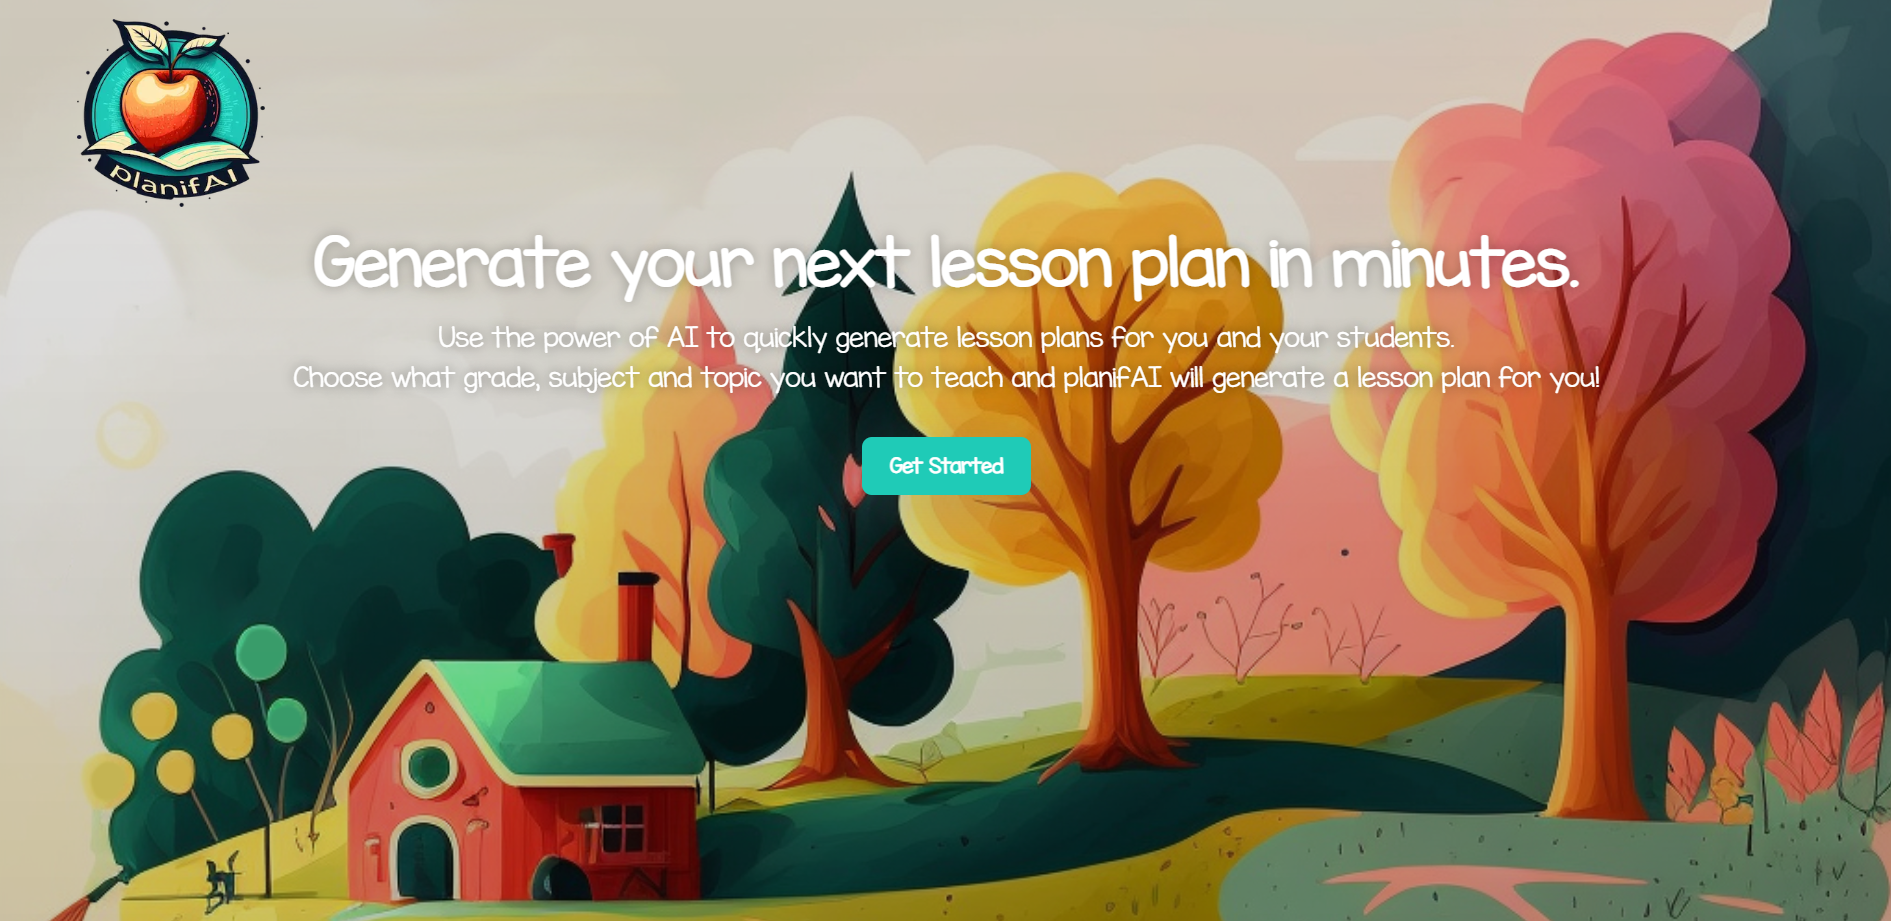 planifAI
Generate your next lesson plan in minutes.
Use the power of AI to quickly generate lesson plans for you and your students.
Choose what grade, subject and topic you want to teach and planifAI will generate a lesson plan for you!
Get Started